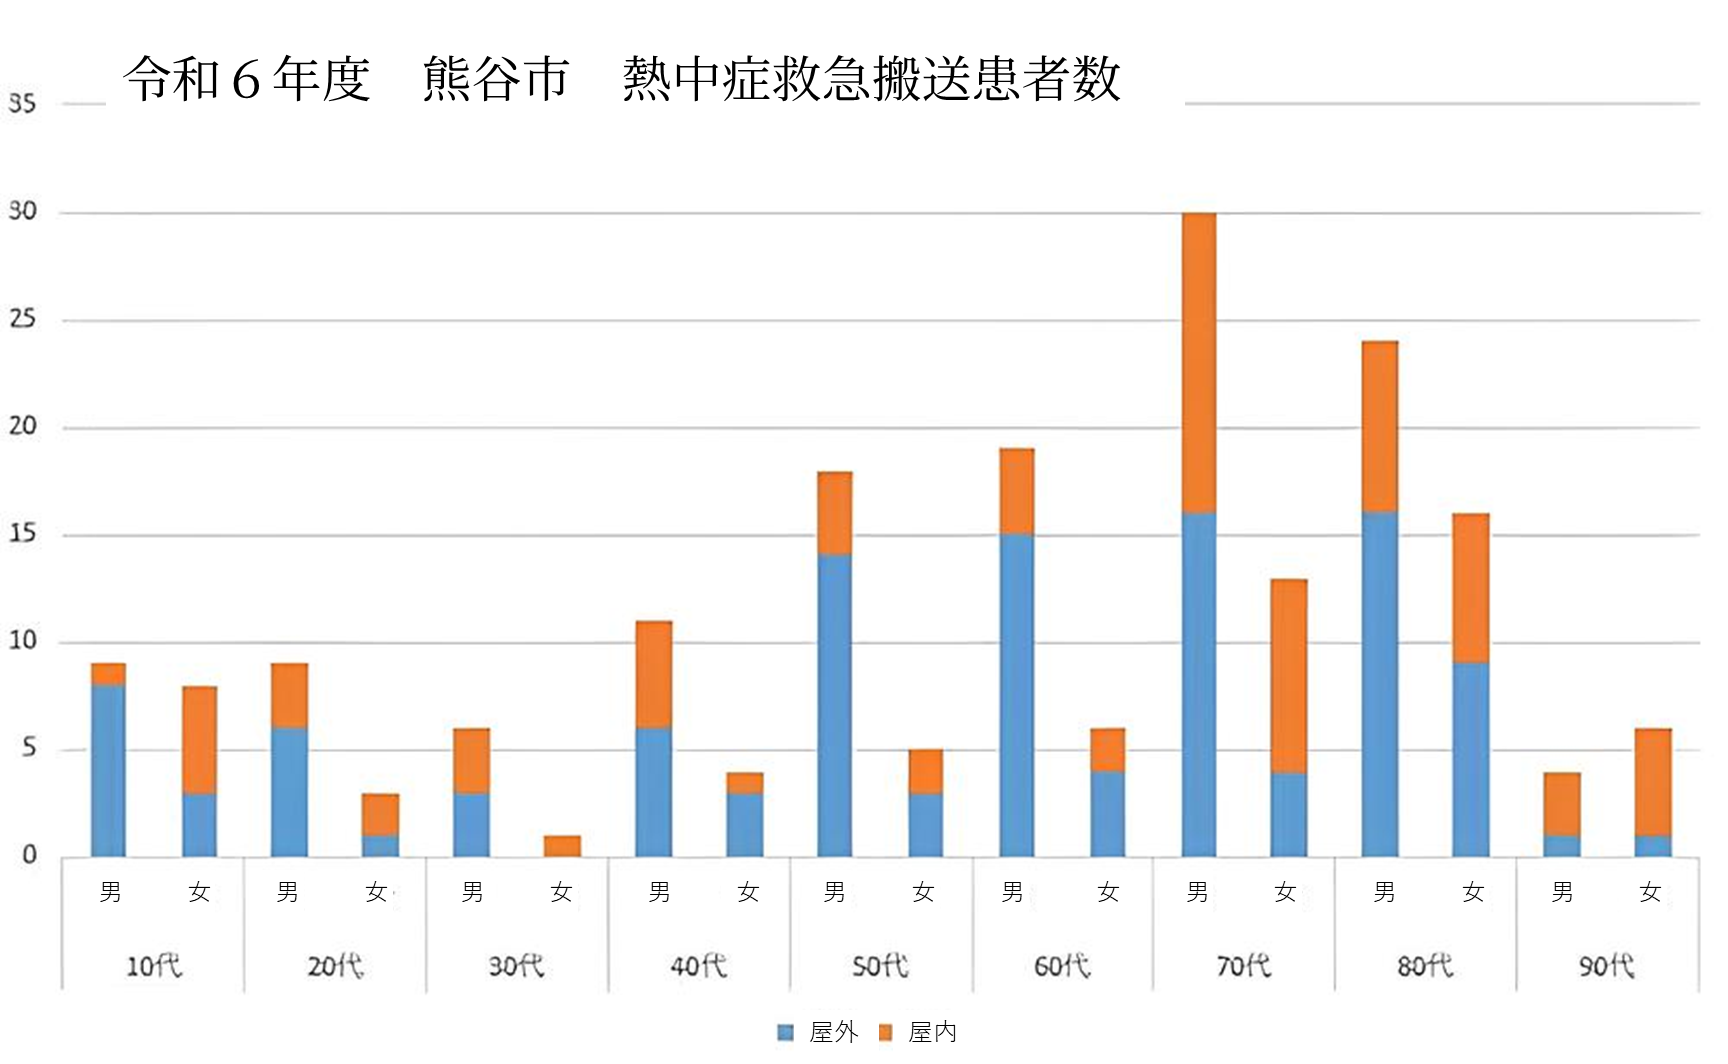 令和６年度　熊谷市　熱中症救急搬送患者数
35
30
25
20
15
10
5
0
男 女 男 女 男 女 男 女 男 女 男 女 男 女 男 女 男 女
10代 20代 30代 40代 50代 60代 70代 80代 90代
屋外 屋内